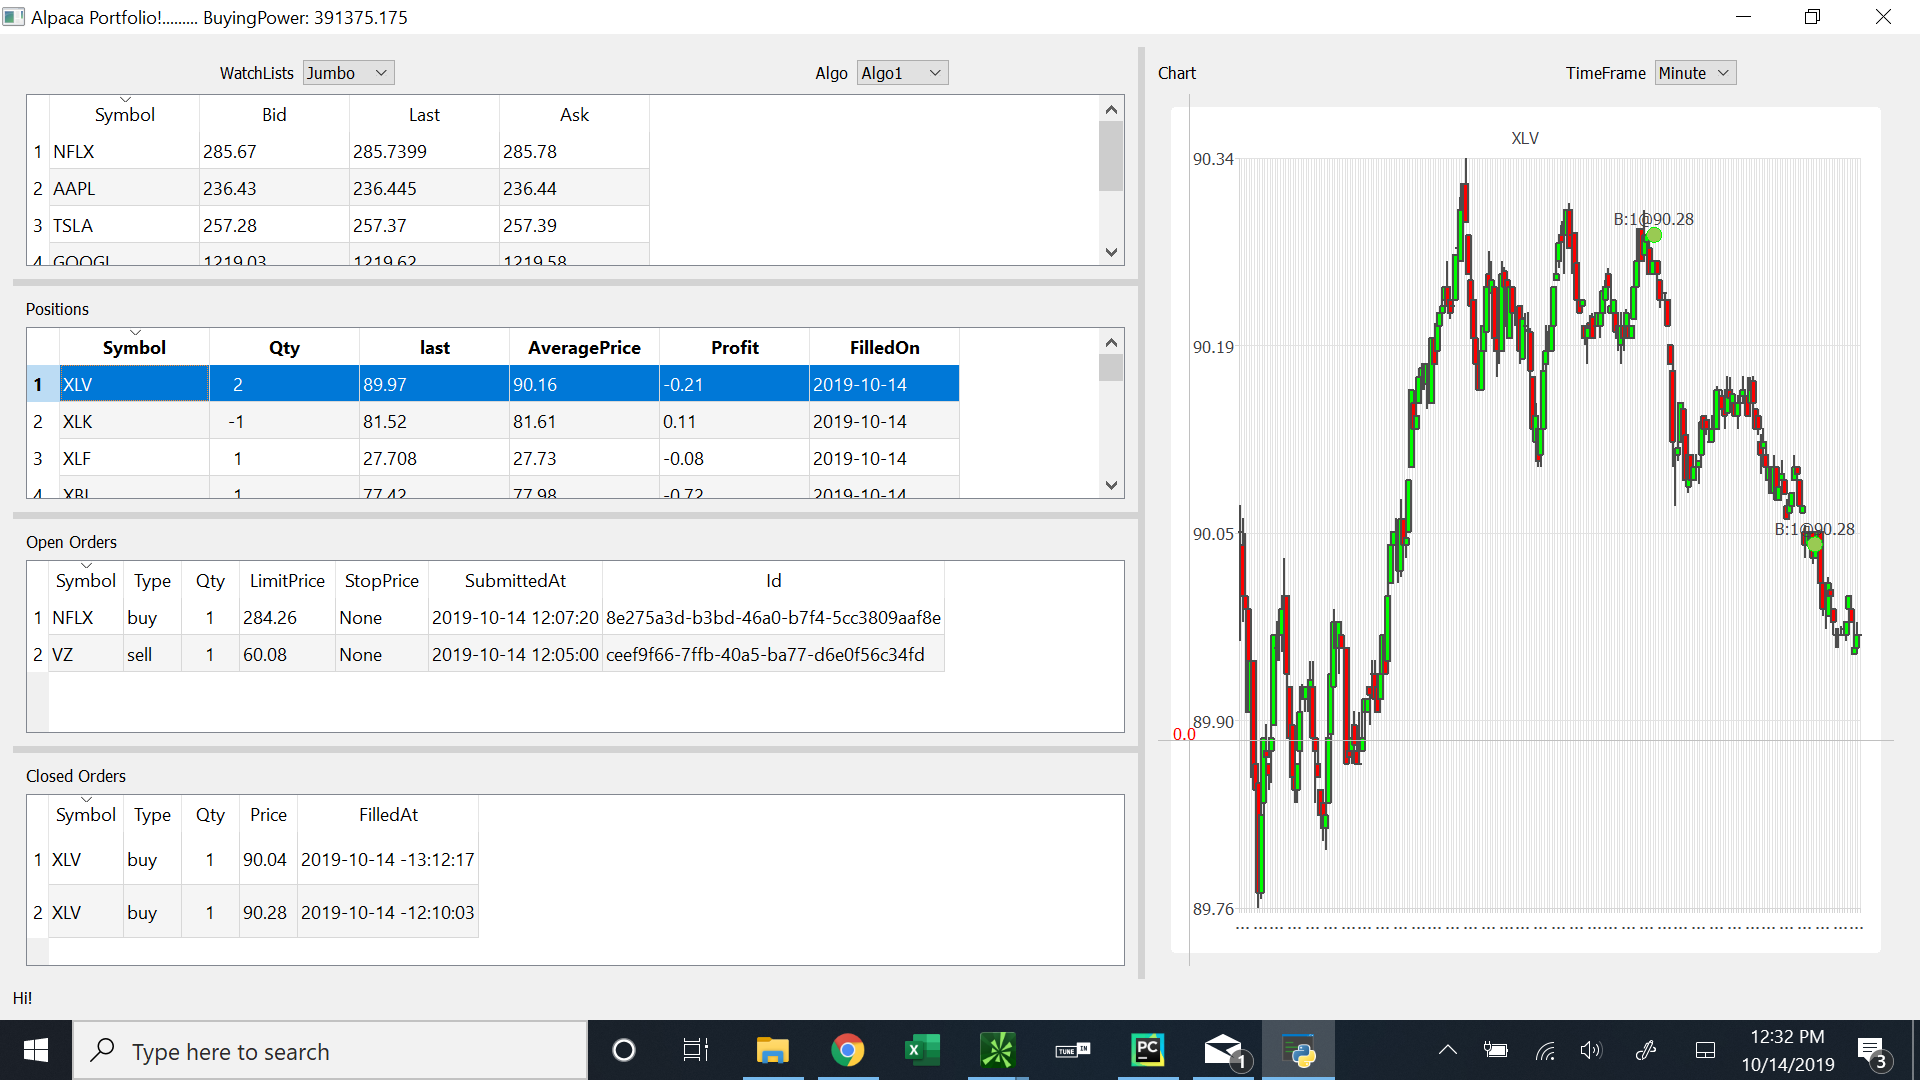 Alpaca Portfolio!......... BuyingPower: 391375.175
WatchLists Jumbo Algo Algo1
Symbol Bid Last Ask
1 NFLX 285.67 285.7399 285.78
2 AAPL 236.43 236.445 236.44
3 TSLA 257.28 257.37 257.39
4 GOOGL 1219.03 1219.62 1219.58
Positions
Symbol Qty last AveragePrice Profit FilledOn
1 XLV 2 89.97 90.16 -0.21 2019-10-14
2 XLK -1 81.52 81.61 0.11 2019-10-14
3 XLF 1 27.708 27.73 -0.08 2019-10-14
4 XBI 1 77.42 77.98 -0.72 2019-10-14
Open Orders
Symbol Type Qty LimitPrice StopPrice SubmittedAt Id
1 NFLX buy 1 284.26 None 2019-10-14 12:07:20 8e275a3d-b3bd-46a0-b7f4-5cc3809aaf8e
2 VZ sell 1 60.08 None 2019-10-14 12:05:00 ceef9f66-7ffb-40a5-ba77-d6e0f56c34fd
Closed Orders
Symbol Type Qty Price FilledAt
1 XLV buy 1 90.04 2019-10-14 -13:12:17
2 XLV buy 1 90.28 2019-10-14 -12:10:03
Hi!
Chart TimeFrame Minute
XLV
90.34
B:1@90.28
90.19
B:1@90.28
90.05
89.90
0.0
89.76
Type here to search
TUNE IN
PC
1
12:32 PM
10/14/2019
3